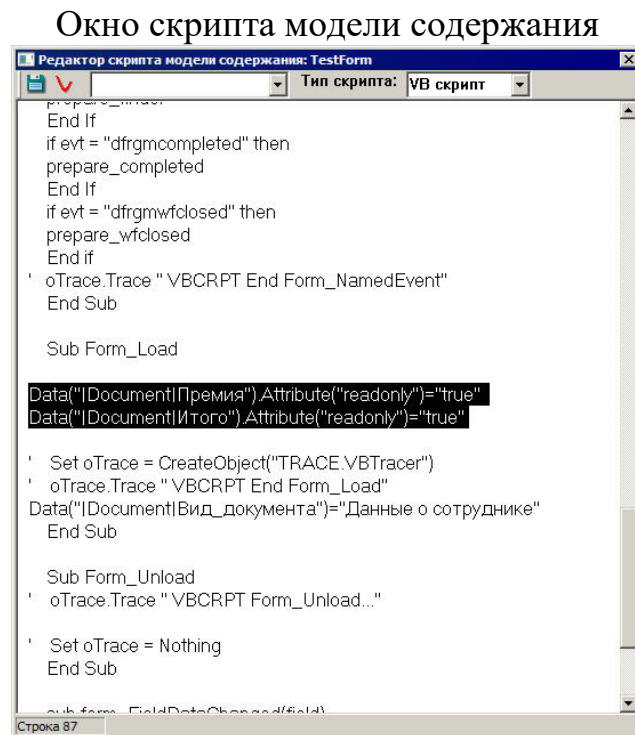 Окно скрипта модели содержания
Редактор скрипта модели содержания: TestForm
Тип скрипта: VB скрипт
prepare_finder
End If
if evt = "dfrgmcompleted" then
prepare_completed
End If
if evt = "dfrgmwfclosed" then
prepare_wfclosed
End if
' oTrace.Trace " VBCRPT End Form_NamedEvent"
End Sub
Sub Form_Load
Data("|Document|Премия").Attribute("readonly")="true"
Data("|Document|Итого").Attribute("readonly")="true"
' Set oTrace = CreateObject("TRACE.VBTracer")
' oTrace.Trace " VBCRPT End Form_Load"
Data("|Document|Вид_документа")="Данные о сотруднике"
End Sub
Sub Form_Unload
' oTrace.Trace " VBCRPT Form_Unload..."
' Set oTrace = Nothing
End Sub
sub form_FieldDataChanged(field)
Строка 87